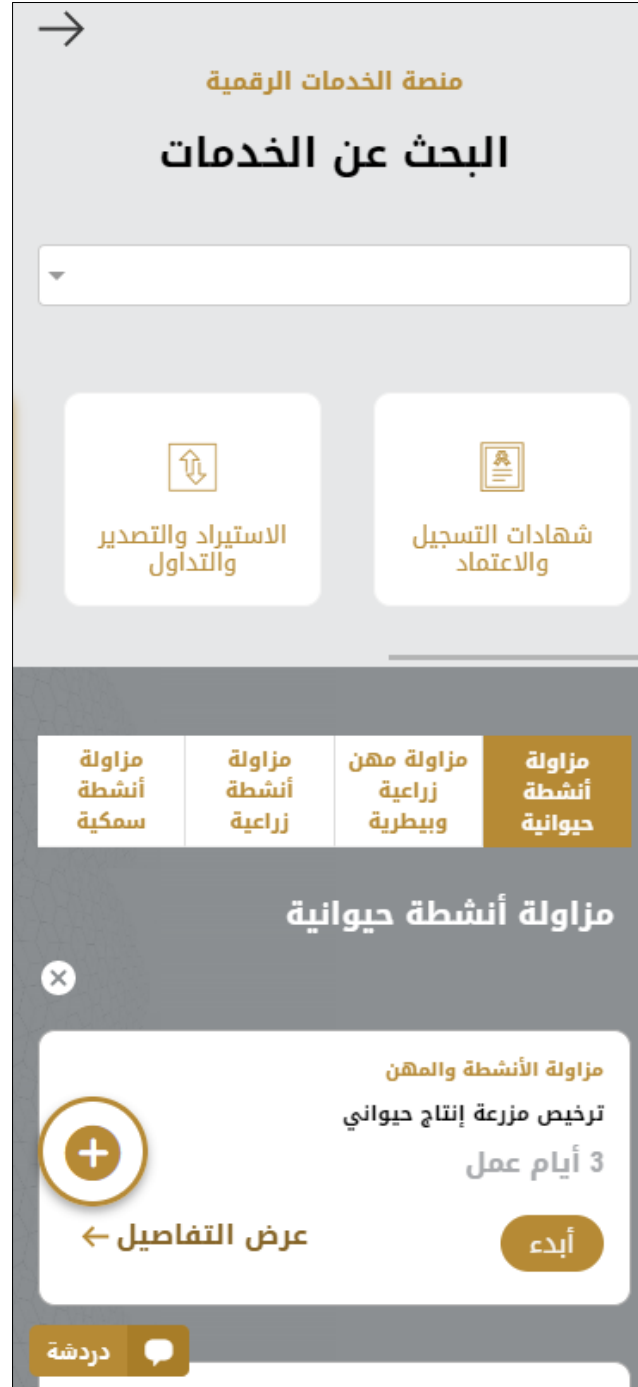 منصة الخدمات الرقمية
البحث عن الخدمات
شهادات التسجيل
والاعتماد
الاستيراد والتصدير
والتداول
مزاولة
أنشطة
حيوانية
مزاولة مهن
زراعية
وبيطرية
مزاولة
أنشطة
زراعية
مزاولة
أنشطة
سمكية
مزاولة أنشطة حيوانية
مزاولة الأنشطة والمهن
ترخيص مزرعة إنتاج حيواني
3 أيام عمل
أبدء
عرض التفاصيل
دردشة